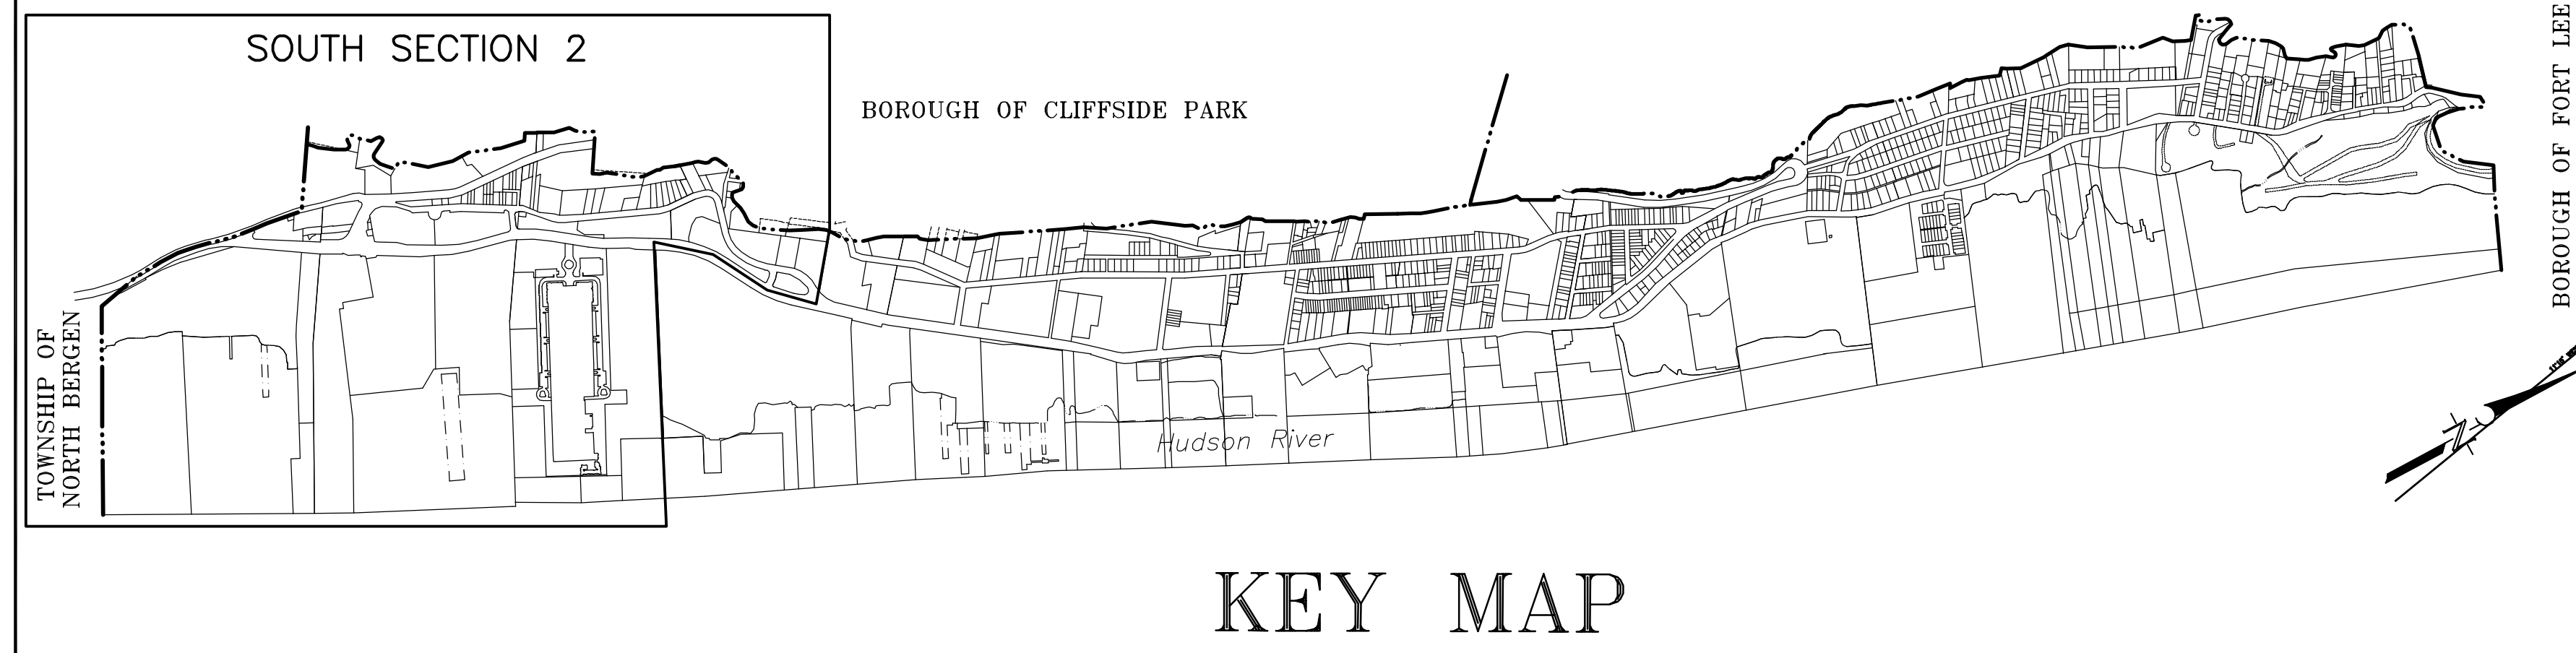 SOUTH SECTION 2
BOROUGH OF CLIFFSIDE PARK
BOROUGH OF FORT LEE
TOWNSHIP OF
NORTH BERGEN
Hudson River
N
KEY MAP